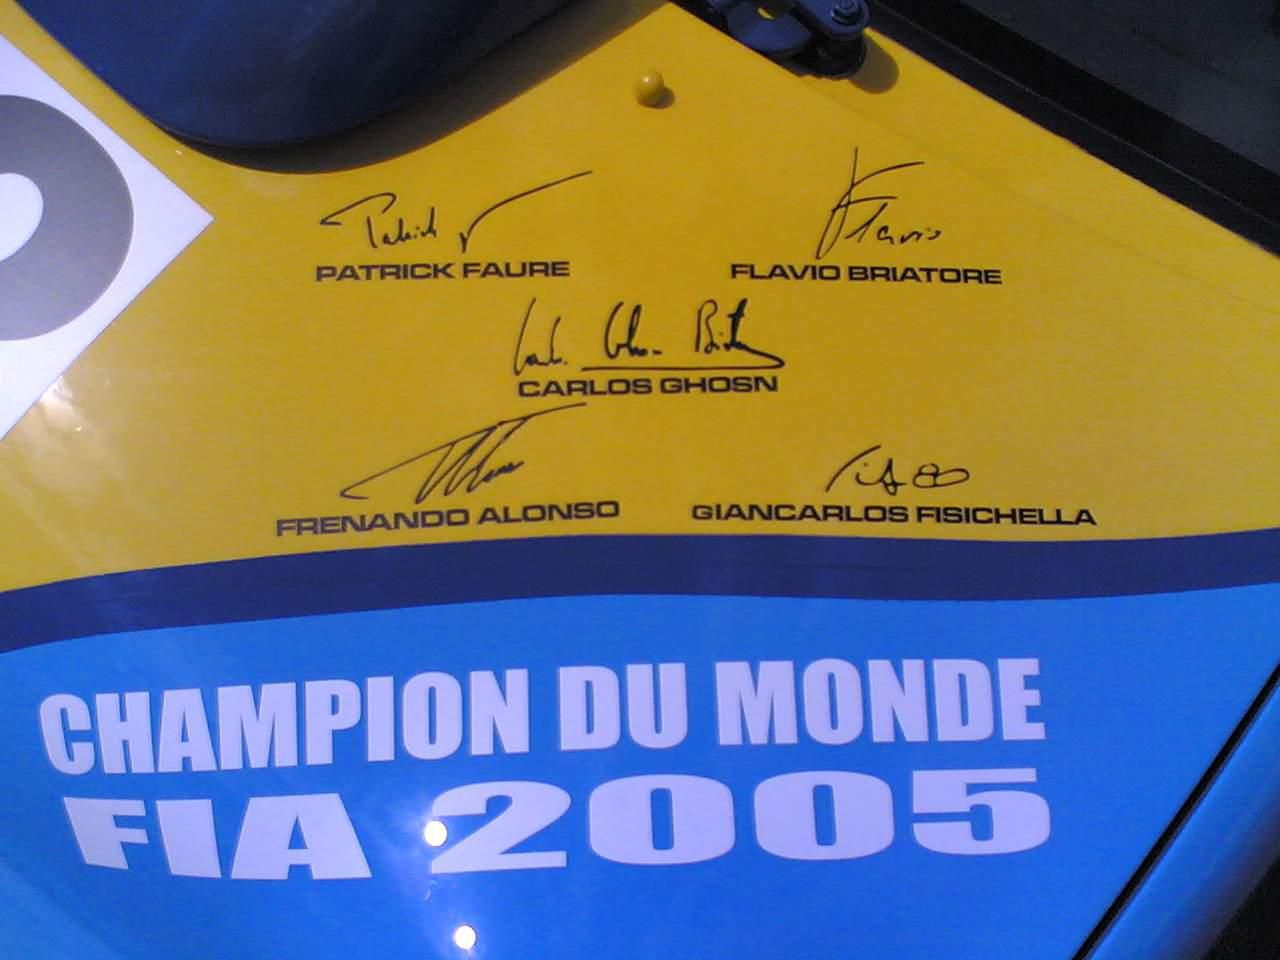 PATRICK FAURE
FLAVIO BRIATORE
CARLOS GHOSN
FRENANDO ALONSO
GIANCARLOS FISICHELLA
CHAMPION DU MONDE
FIA 2005